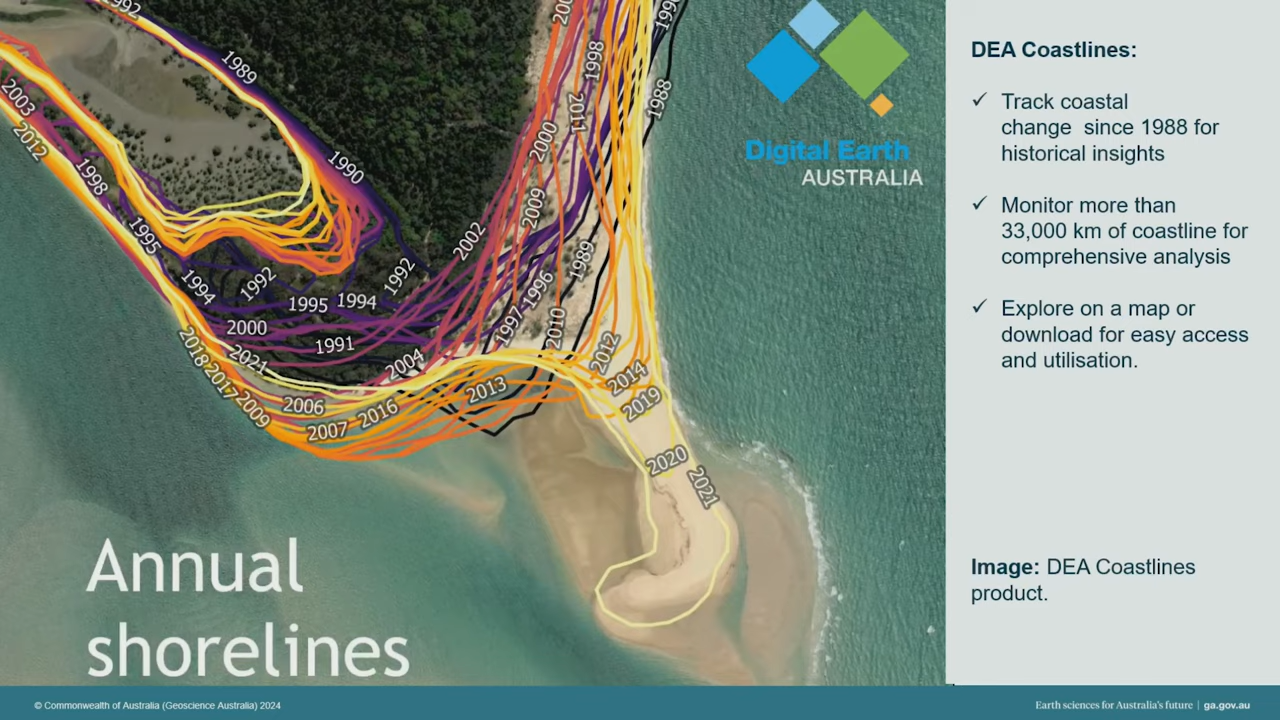 1992
1989
1990
2003
2012
1998
1995
1994
1992
1995
1994
1992
2000
1991
2021
2018
2017
2009
2006
2007
2016
2004
2013
2002
2000
1998
2011
2009
1996
1997
1989
2010
1988
2012
2014
2019
2020
2021
Digital Earth
AUSTRALIA
Annual
shorelines
DEA Coastlines:
✓ Track coastal
change since 1988 for
historical insights
✓ Monitor more than
33,000 km of coastline for
comprehensive analysis
✓ Explore on a map or
download for easy access
and utilisation.
Image: DEA Coastlines
product.
© Commonwealth of Australia (Geoscience Australia) 2024
Earth sciences for Australia's future | ga.gov.au